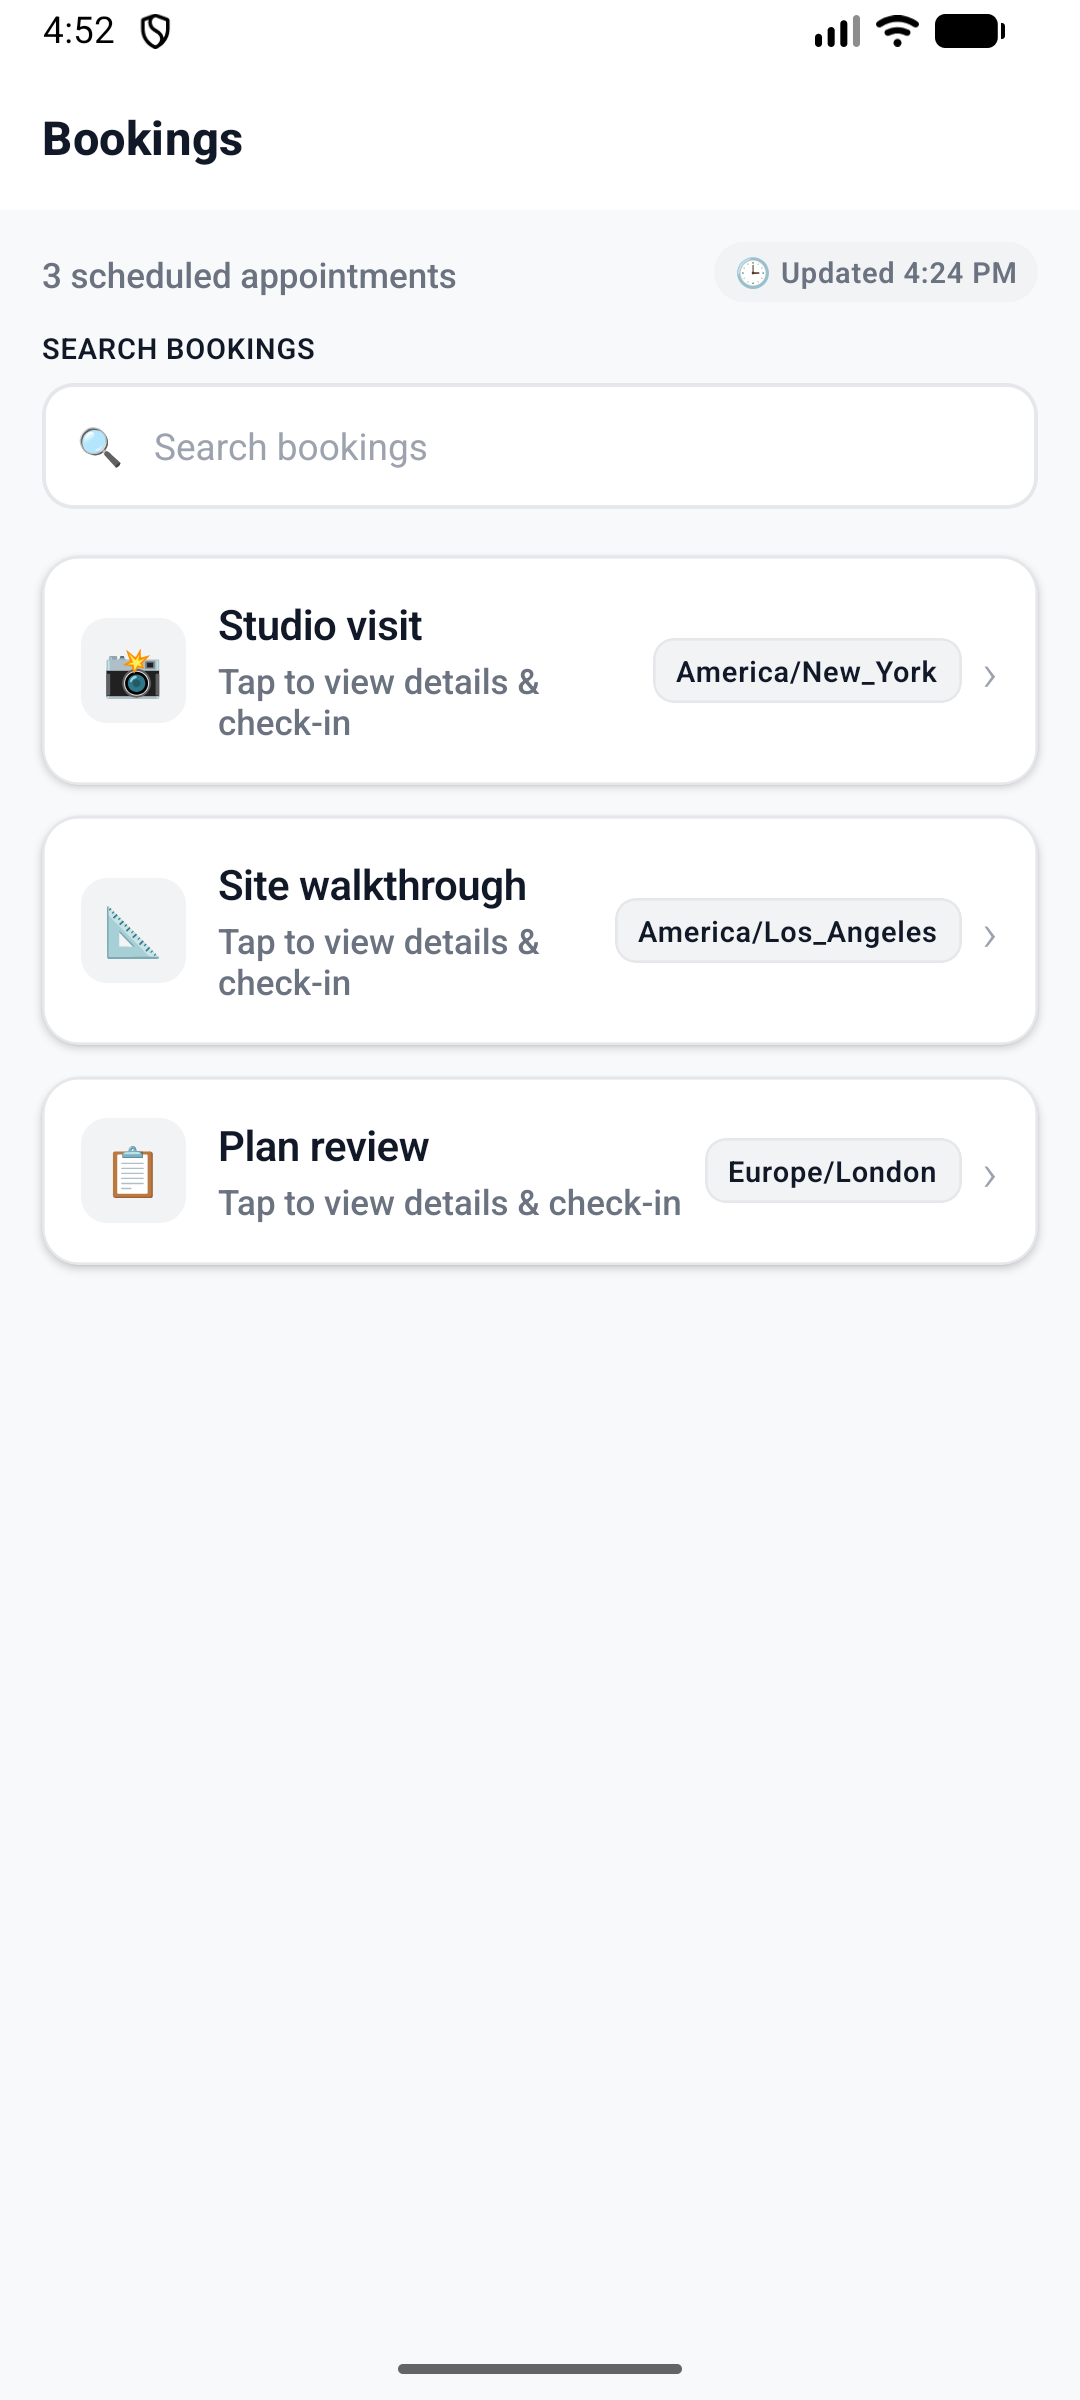 4:52
Bookings
3 scheduled appointments
🕒 Updated 4:24 PM
SEARCH BOOKINGS
🔍 Search bookings
Studio visit
Tap to view details &
check-in
America/New_York
›
Site walkthrough
Tap to view details &
check-in
America/Los_Angeles
›
Plan review
Tap to view details & check-in
Europe/London
›